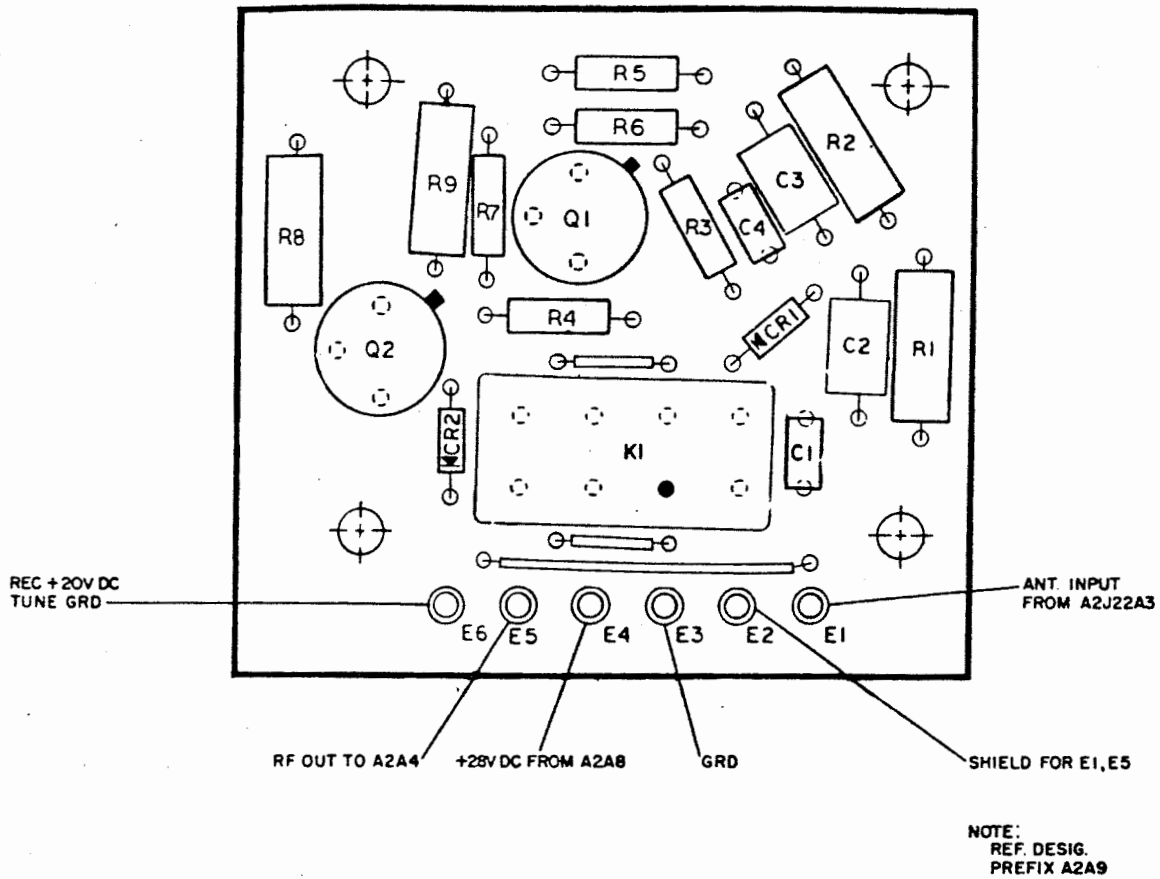 R5
R6
R2
C3
R9
R7
Q1
R3
C4
R8
R4
CR1
C2
R1
Q2
CR2
K1
C1
REC +20V DC
TUNE GRD
ANT. INPUT
FROM A2J22A3
E6
E5
E4
E3
E2
E1
RF OUT TO A2A4
+28V DC FROM A2A8
GRD
SHIELD FOR E1,E5
NOTE:
REF. DESIG.
PREFIX A2A9